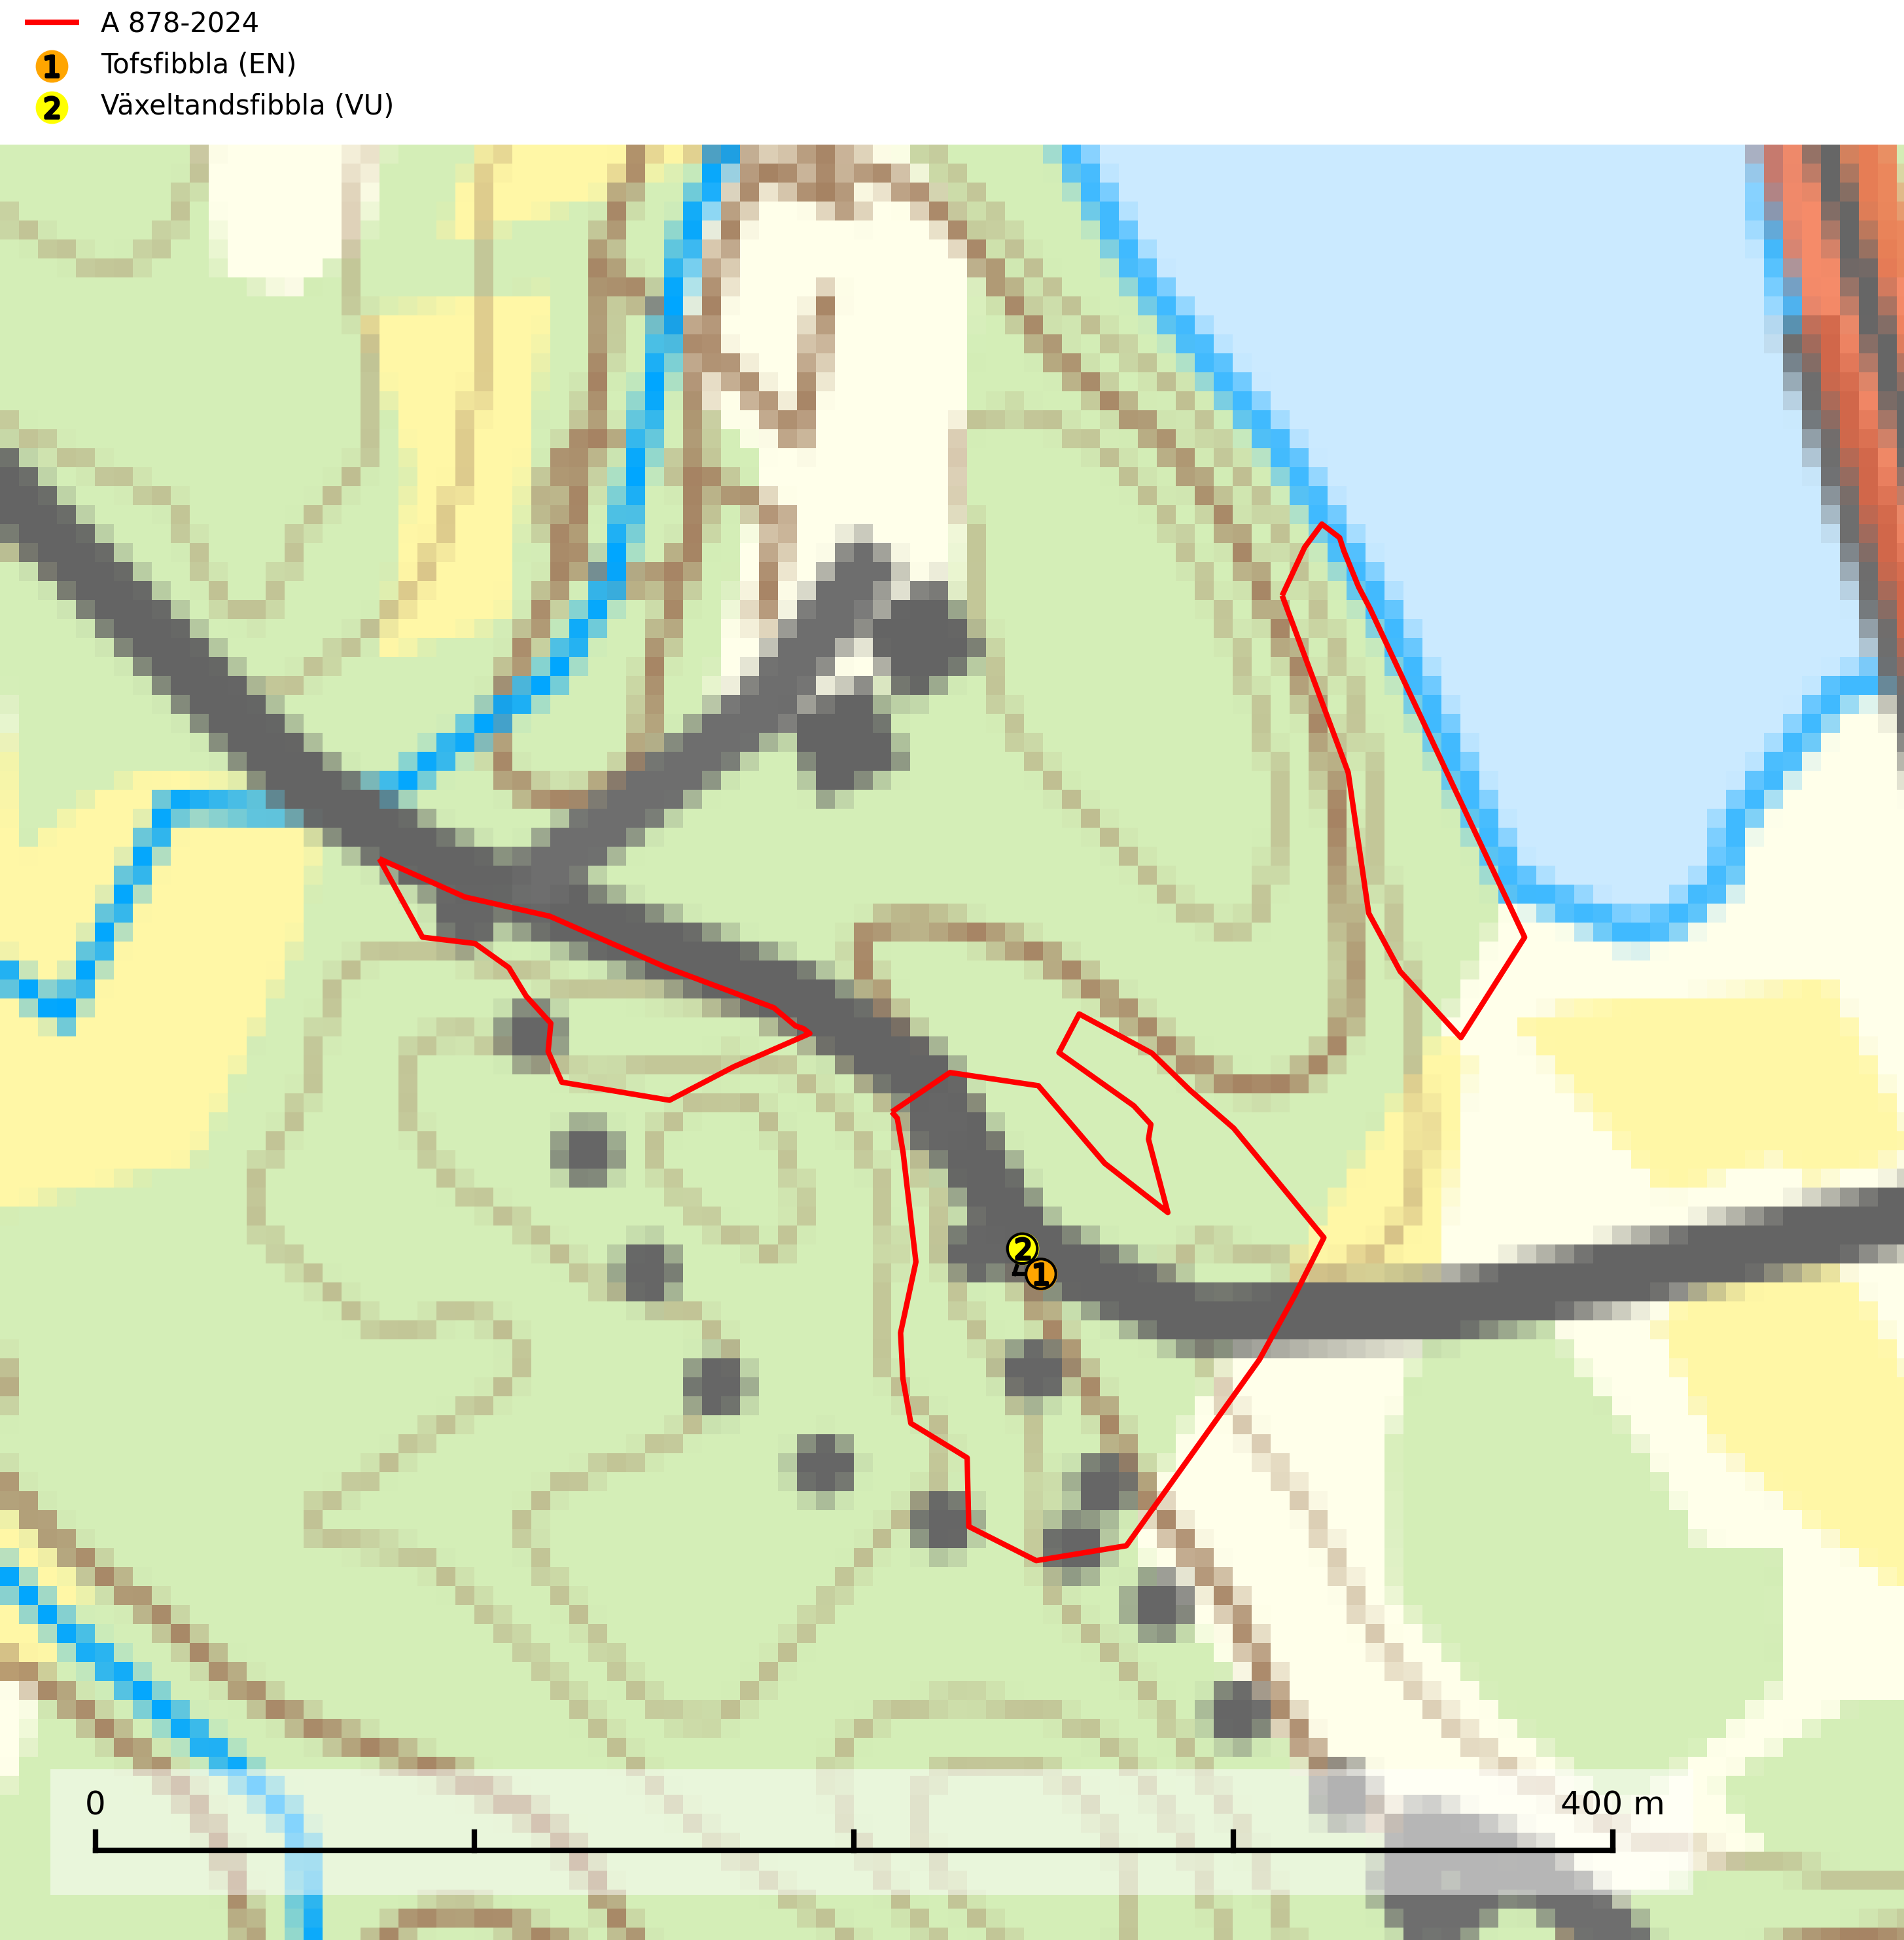 A 878-2024
1 Tofsfibbla (EN)
2 Växeltandsfibbla (VU)
2
1
0 400 m